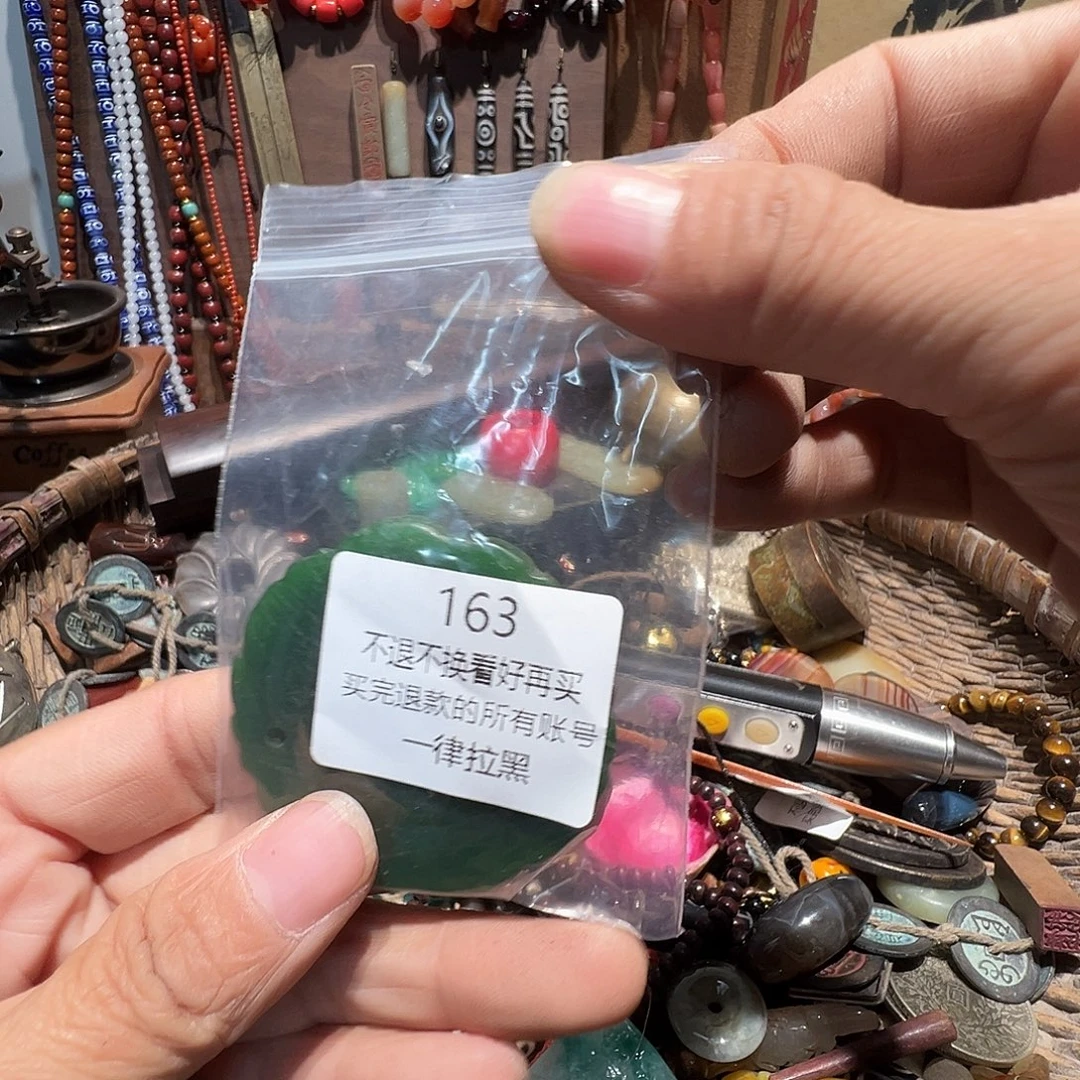 163
不退不换看好再买
买完退款的所有账号
一律拉黑
Coffee